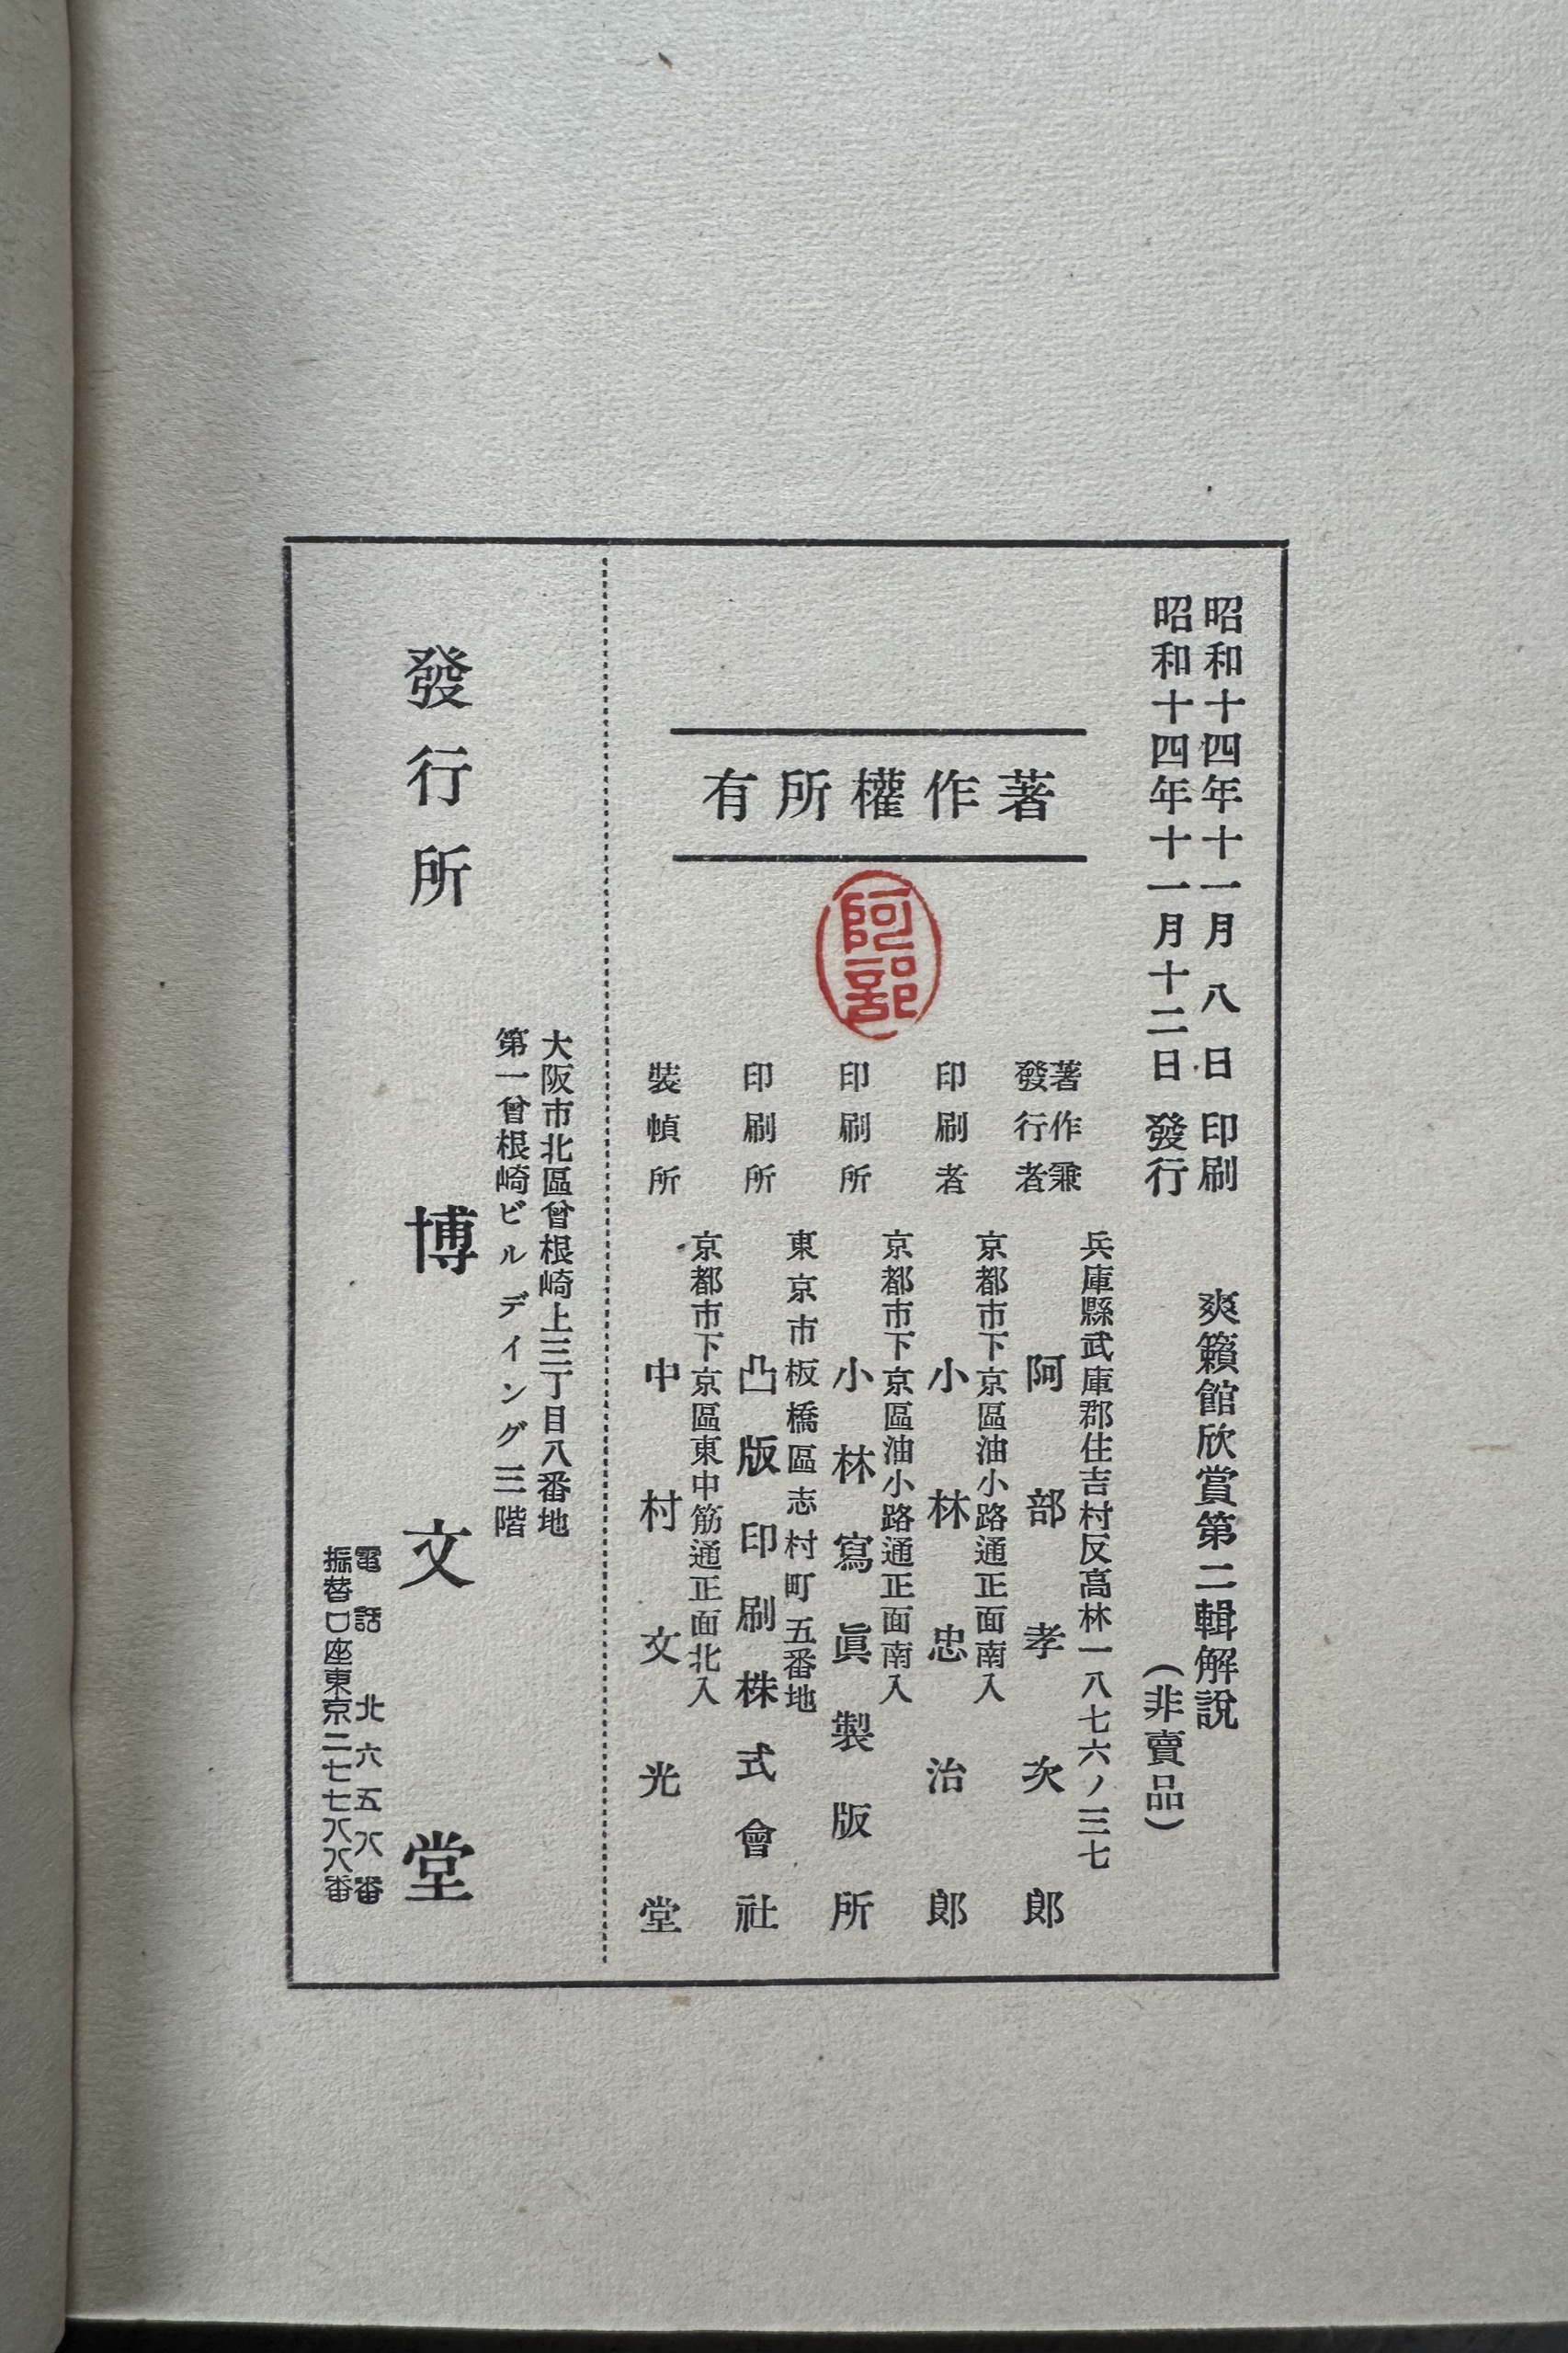 昭和十四年十一月八日印刷
昭和十四年十一月十二日發行
爽籟館欣賞第二輯解說
（非賣品）
著作權所有
阿部
著作兼
發行者
兵庫縣武庫郡住吉村反高林一八七六ノ三七
阿部孝次郎
印刷者
京都市下京區油小路通正面南入
小林忠治郎
印刷所
京都市下京區油小路通正面南入
小林寫眞製版所
印刷所
東京市板橋區志村町五番地
凸版印刷株式會社
裝幀所
京都市下京區東中筋通正面北入
中村文光堂
大阪市北區曾根崎上三丁目八番地
第一曾根崎ビルディング三階
發行所
博文堂
電話北六五八番
振替口座東京二七七八八番